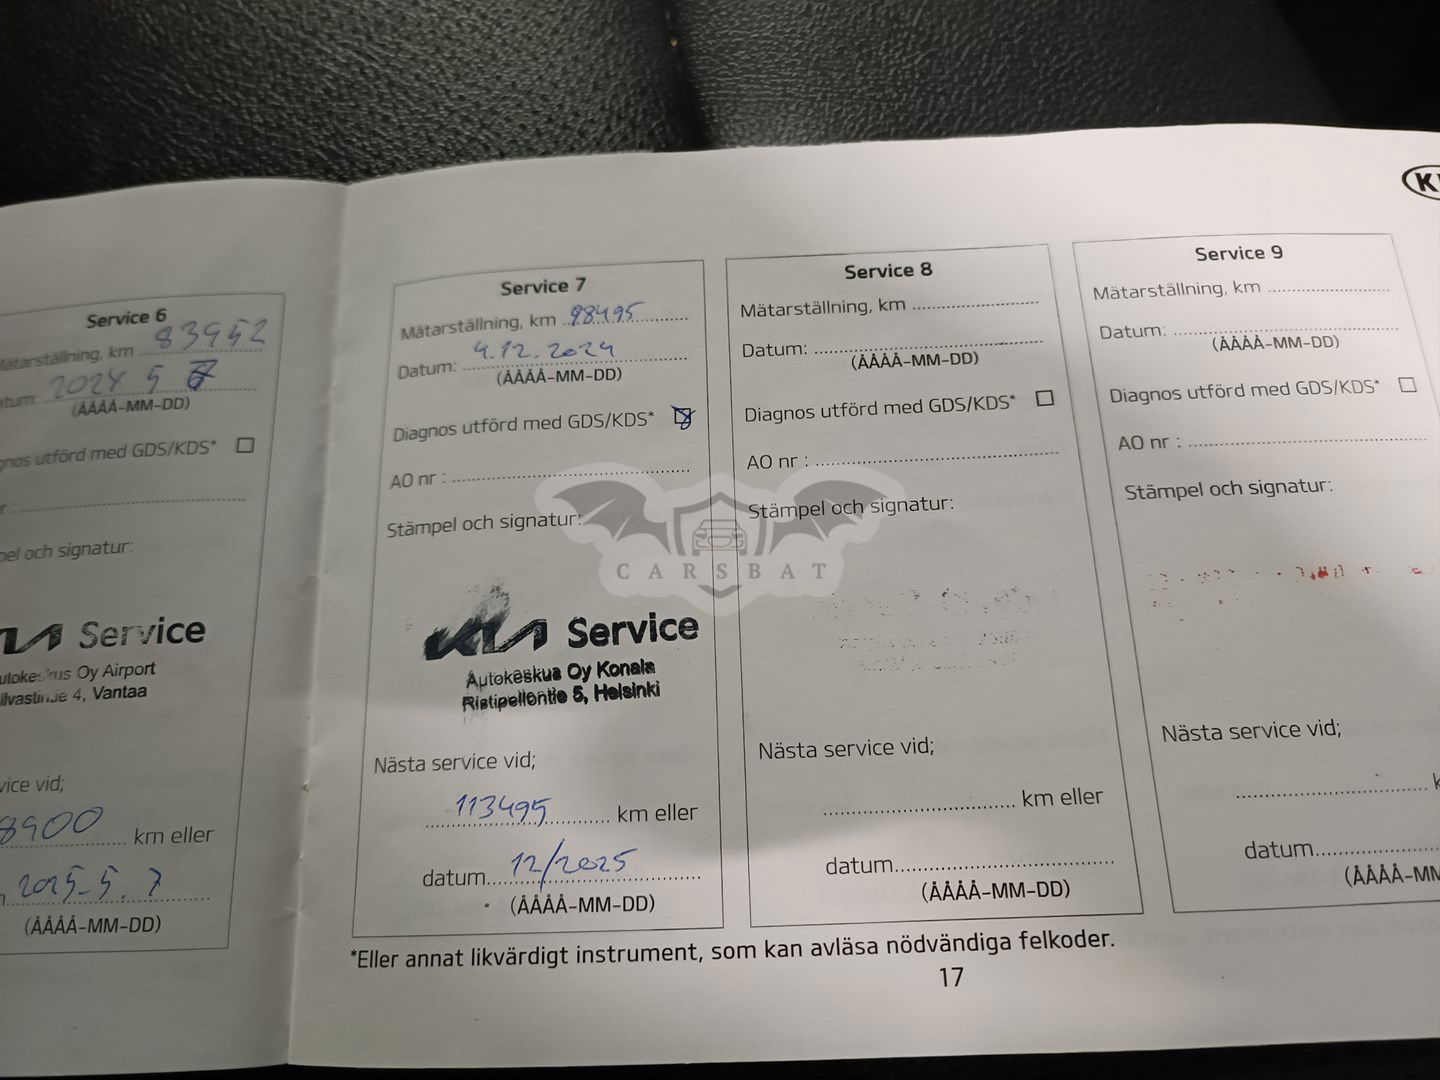 Service 6
Mätarställning, km 83952
2024 5 7
(ÅÅÅÅ-MM-DD)
utförd med GDS/KDS*
och signatur:
Service
Oy Airport
4, Vantaa
vid;
km eller
2025-5.7
(ÅÅÅÅ-MM-DD)
Service 7
Mätarställning, km 98495
Datum: 4.12.2024
(ÅÅÅÅ-MM-DD)
Diagnos utförd med GDS/KDS*
AO nr :
Stämpel och signatur:
KIA Service
Autokeskus Oy Konala
Ristipellontie 5, Helsinki
Nästa service vid;
113495 km eller
datum 12/2025
(ÅÅÅÅ-MM-DD)
Service 8
Mätarställning, km
Datum:
(ÅÅÅÅ-MM-DD)
Diagnos utförd med GDS/KDS*
AO nr :
Stämpel och signatur:
Nästa service vid;
km eller
datum
(ÅÅÅÅ-MM-DD)
Service 9
Mätarställning, km
Datum:
(ÅÅÅÅ-MM-DD)
Diagnos utförd med GDS/KDS*
AO nr :
Stämpel och signatur:
Nästa service vid;
datum
*Eller annat likvärdigt instrument, som kan avläsa nödvändiga felkoder.
17
CARSBAT